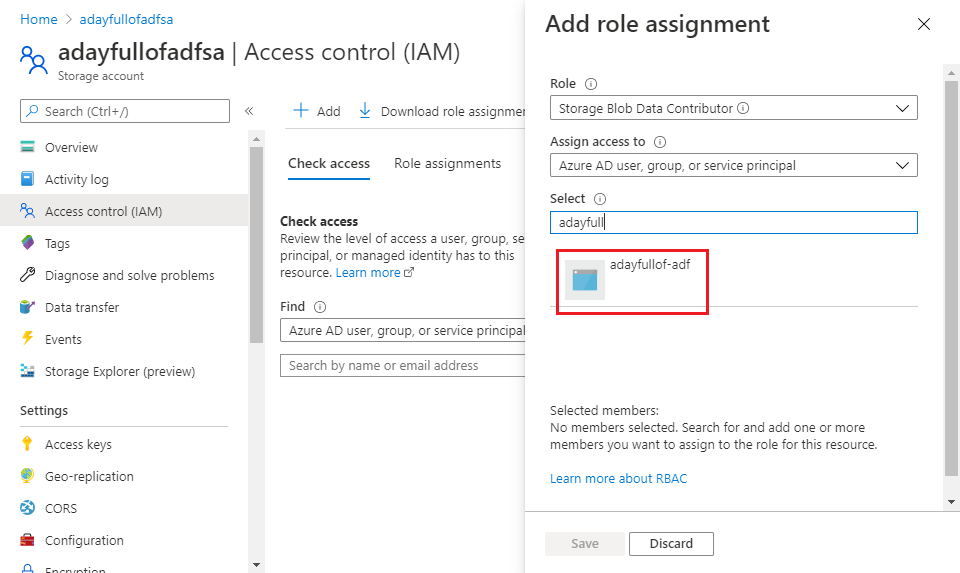 Home > adayfullofadfsa
adayfullofadfsa | Access control (IAM)
Storage account
Search (Ctrl+/)
«
Overview
Activity log
Access control (IAM)
Tags
Diagnose and solve problems
Data transfer
Events
Storage Explorer (preview)
Settings
Access keys
Geo-replication
CORS
Configuration
Encryption
+ Add
Download role assignmen
Check access
Role assignments
Check access
Review the level of access a user, group, se
principal, or managed identity has to this
resource. Learn more
Find
Azure AD user, group, or service principal
Search by name or email address
Add role assignment
Role
Storage Blob Data Contributor
Assign access to
Azure AD user, group, or service principal
Select
adayfull
adayfullof-adf
Selected members:
No members selected. Search for and add one or more
members you want to assign to the role for this resource.
Learn more about RBAC
Save
Discard